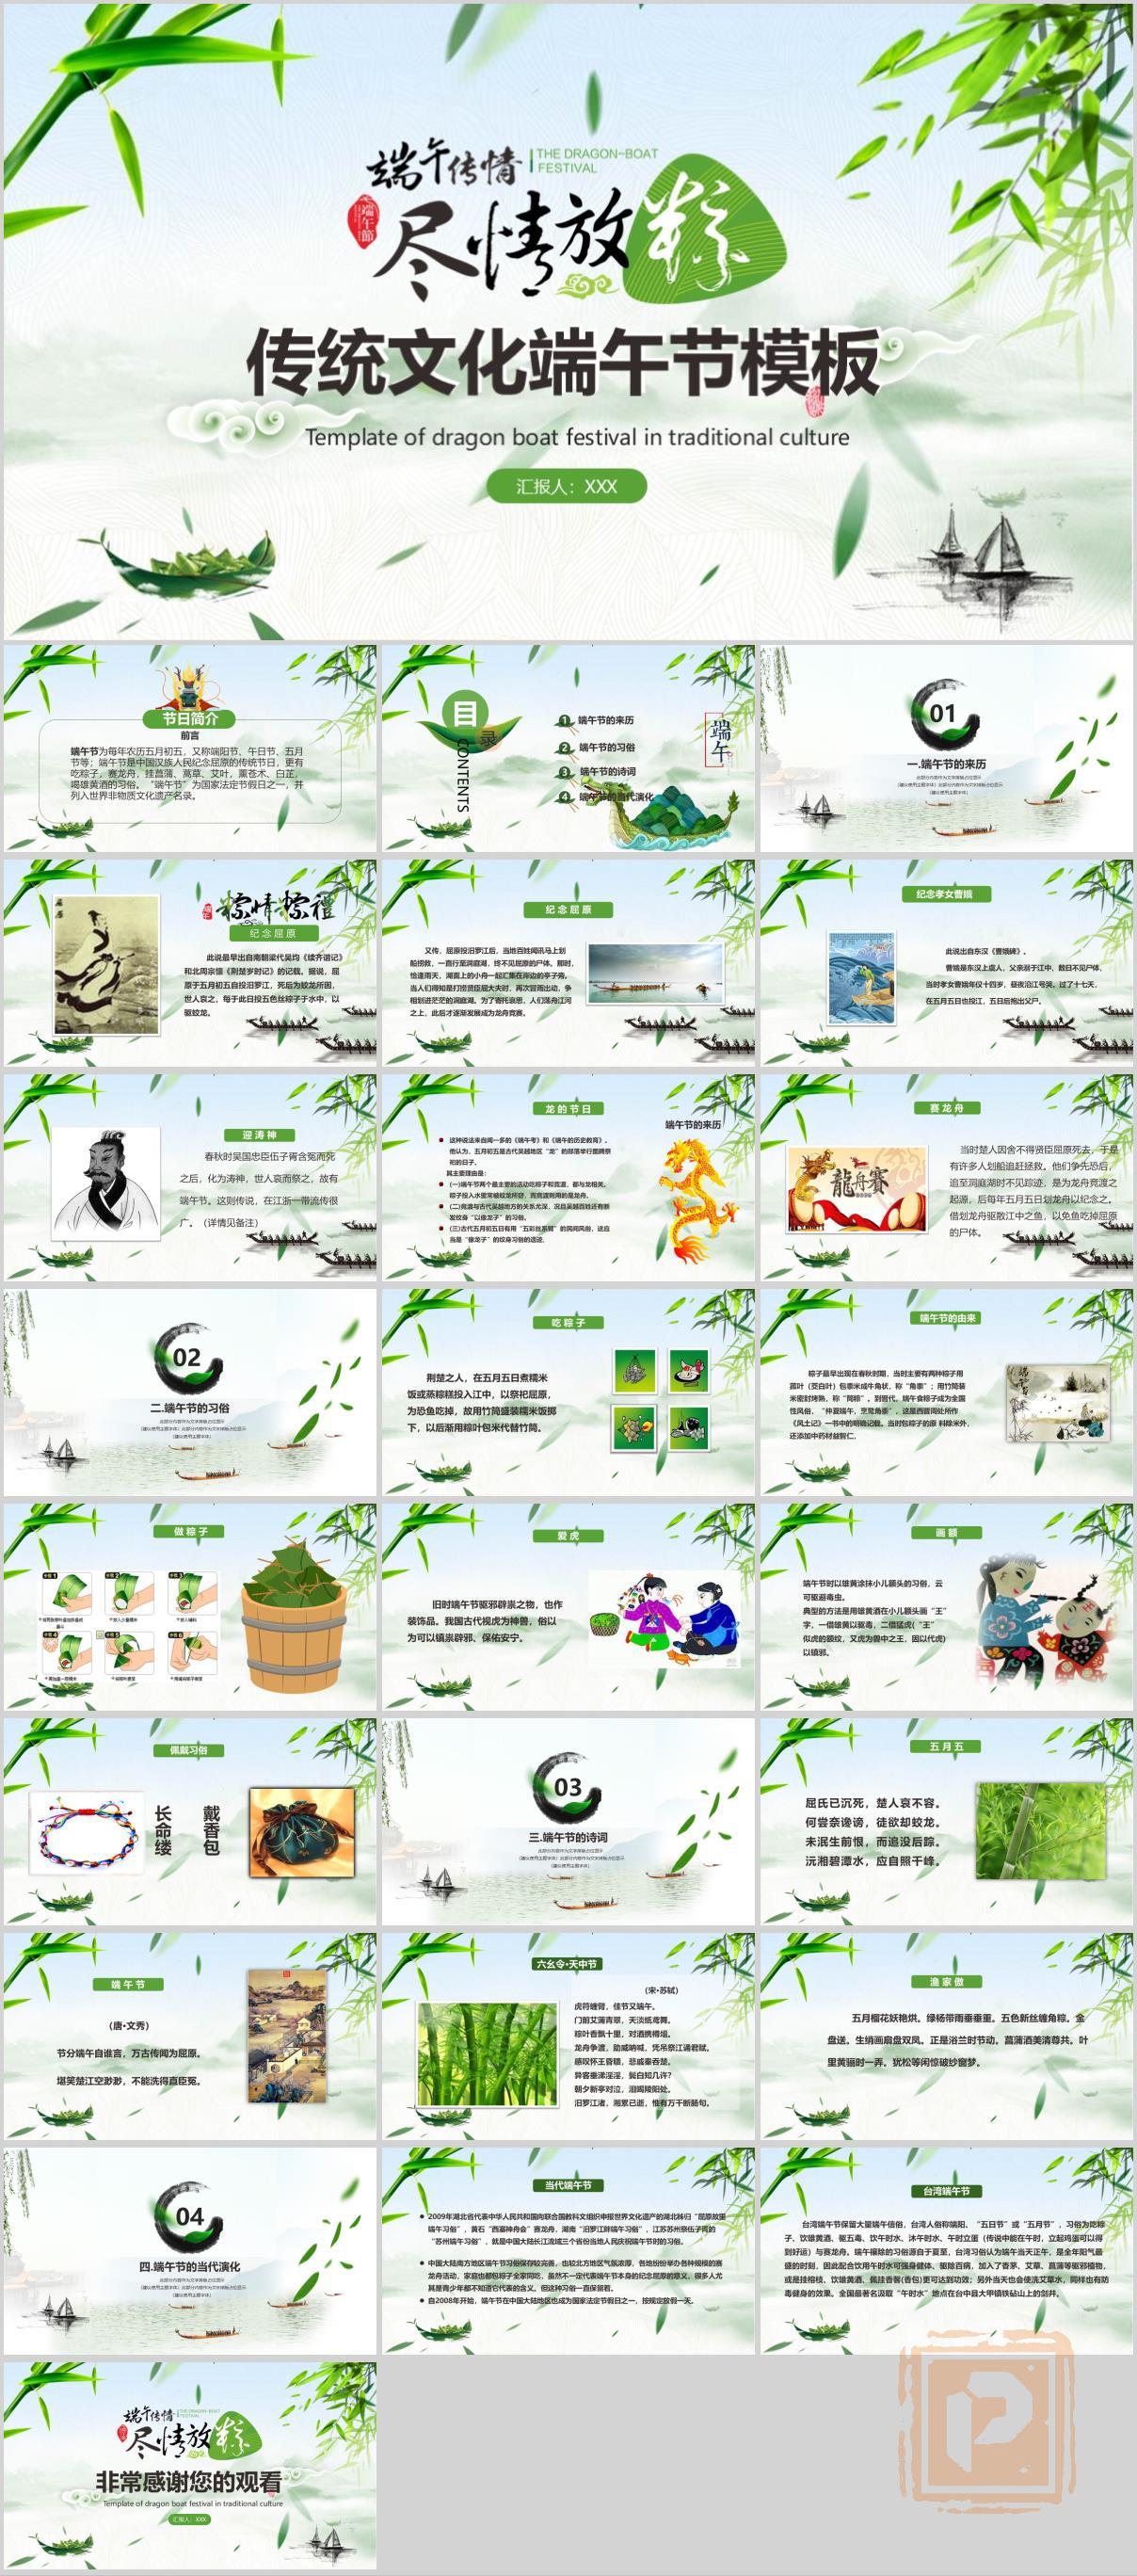 端午传情
THE DRAGON-BOAT
FESTIVAL
端午節
尽情放粽
传统文化端午节模板
Template of dragon boat festival in traditional culture
汇报人：XXX
节日简介
前言
端午节为每年农历五月初五，又称端阳节、午日节、五月
节等；端午节是中国汉族人民纪念屈原的传统节日，更有
吃粽子，赛龙舟，挂菖蒲、蒿草、艾叶，薰苍术、白芷，
喝雄黄酒的习俗。“端午节”为国家法定节假日之一，并
列入世界非物质文化遗产名录。
目
录
CONTENTS
1 端午节的来历
2 端午节的习俗
3 端午节的诗词
4 端午节的当代演化
端午
01
一.端午节的来历
粽情粽礼
纪念屈原
此说最早出自南朝梁代吴均《续齐谐记》
和北周宗懔《荆楚岁时记》的记载。据说，屈
原于五月初五自投汨罗江，死后为蛟龙所困，
世人哀之，每于此日投五色丝粽子于水中，以
驱蛟龙。
纪念屈原
又传，屈原投汨罗江后，当地百姓闻讯马上划
船捞救，一直行至洞庭湖，终不见屈原的尸体。那时，
恰逢雨天，湖面上的小舟一起汇集在岸边的亭子旁。
当人们得知是打捞贤臣屈大夫时，再次冒雨出动，争
相划进茫茫的洞庭湖。为了寄托哀思，人们荡舟江河
之上，此后才逐渐发展成为龙舟竞赛。
纪念孝女曹娥
此说出自东汉《曹娥碑》。
曹娥是东汉上虞人，父亲溺于江中，数日不见尸体，
当时孝女曹娥年仅十四岁，昼夜沿江号哭。过了十七天，
在五月五日也投江，五日后抱出父尸。
迎涛神
春秋时吴国忠臣伍子胥含冤而死
之后，化为涛神，世人哀而祭之，故有
端午节。这则传说，在江浙一带流传很
广。（详情见备注）
龙的节日
端午节的来历
这种说法来自闻一多的《端午考》和《端午的历史教育》。
他认为，五月初五是古代吴越地区“龙”的部落举行图腾祭
祀的日子。
其主要理由是：
(一)端午节两个最主要的活动吃粽子和竞渡，都与龙相关。
粽子投入水里常被蛟龙所窃，而竞渡则用的是龙舟。
(二)竞渡与古代吴越地方的关系尤深，况且吴越百姓还有断
发纹身“以像龙子”的习俗。
(三)古代五月初五日有用“五彩丝系臂”的民间风俗，这应
当是“像龙子”的纹身习俗的遗迹。
赛龙舟
龍舟賽
当时楚人因舍不得贤臣屈原死去，于是
有许多人划船追赶拯救。他们争先恐后，
追至洞庭湖时不见踪迹，是为龙舟竞渡之
起源，后每年五月五日划龙舟以纪念之。
借划龙舟驱散江中之鱼，以免鱼吃掉屈原
的尸体。
02
二.端午节的习俗
吃粽子
荆楚之人，在五月五日煮糯米
饭或蒸粽糕投入江中，以祭祀屈原，
为恐鱼吃掉，故用竹筒盛装糯米饭掷
下，以后渐用粽叶包米代替竹筒。
端午节的由来
粽子最早出现在春秋时期，当时主要有两种粽子用
菰叶（茭白叶）包黍米成牛角状，称“角黍”；用竹筒装
米密封烤熟，称“筒粽”。到晋代，端午食粽子成为全国
性风俗，“仲夏端午，烹鹜角黍”，这是西晋周处所作
《风土记》一书中的明确记载。当时包粽子的原 料除米外，
还添加中药材益智仁。
做粽子
爱虎
旧时端午节驱邪辟祟之物，也作
装饰品。我国古代视虎为神兽，俗以
为可以镇祟辟邪、保佑安宁。
画额
端午节时以雄黄涂抹小儿额头的习俗，云
可驱避毒虫。
典型的方法是用雄黄酒在小儿额头画“王”
字，一借雄黄以驱毒，二借猛虎(“王”
似虎的额纹，又虎为兽中之王，因以代虎)
以镇邪。
佩戴习俗
长命缕
戴香包
03
三.端午节的诗词
五月五
屈氏已沉死，楚人哀不容。
何尝奈谗谤，徒欲却蛟龙。
未泯生前恨，而追没后踪。
沅湘碧潭水，应自照千峰。
端午节
（唐·文秀）
节分端午自谁言，万古传闻为屈原。
堪笑楚江空渺渺，不能洗得直臣冤。
六幺令·天中节
（宋·苏轼）
虎符缠臂，佳节又端午。
门前艾蒲青翠，天淡纸鸢舞。
粽叶香飘十里，对酒携樽俎。
龙舟争渡，助威呐喊，凭吊祭江诵君赋。
感叹怀王昏聩，悲戚秦吞楚。
异客垂涕淫淫，鬓白知几许？
朝夕新亭对泣，泪竭陵阳处。
汨罗江渚，湘累已逝，惟有万千断肠句。
渔家傲
五月榴花妖艳烘。绿杨带雨垂垂重。五色新丝缠角粽。金
盘送。生绡画扇盘双凤。正是浴兰时节动。菖蒲酒美清尊共。叶
里黄骊时一弄。犹松等闲惊破纱窗梦。
04
四.端午节的当代演化
当代端午节
2009年湖北省代表中华人民共和国向联合国教科文组织申报世界文化遗产的湖北秭归“屈原故里
端午习俗”，黄石“西塞神舟会”赛龙舟，湖南“汨罗江畔端午习俗”，江苏苏州祭伍子胥的
“苏州端午习俗”，就是中国大陆长江流域三个省份当地人民庆祝端午节时的习俗。
中国大陆南方地区端午节习俗保存较完善，也较北方地区气氛浓厚，各地纷纷举办各种规模的赛
龙舟活动，家庭也都包粽子全家同吃，虽然不一定代表端午节本身的纪念屈原的意义，很多人尤
其是青少年都不知道它代表的含义，但这种习俗一直保留着。
自2008年开始，端午节在中国大陆地区也成为国家法定节假日之一，按规定放假一天。
台湾端午节
台湾端午节保留大量端午俗信，台湾人俗称端阳、“五日节”或“五月节”，习俗为吃粽
子、饮雄黄酒、驱五毒、饮午时水、沐午时水、午时立蛋（传说中能在午时，立起鸡蛋可以得
到好运）与赛龙舟。端午禳除的习俗源自于夏至，台湾习俗认为端午当天正午，是全年阳气最
盛的时刻，因此配合饮用午时水可强身健体、驱除百病，加入了香茅、艾草、菖蒲等驱邪植物，
或是挂榕枝、饮雄黄酒、佩挂香馨(香包)更可达到功效；另外当天也会使洗艾草水，同样也有防
毒健身的效果。全国最著名汲取“午时水”地点在台中县大甲镇铁砧山上的剑井。
端午传情
THE DRAGON-BOAT
FESTIVAL
尽情放粽
非常感谢您的观看
Template of dragon boat festival in traditional culture
汇报人：XXX